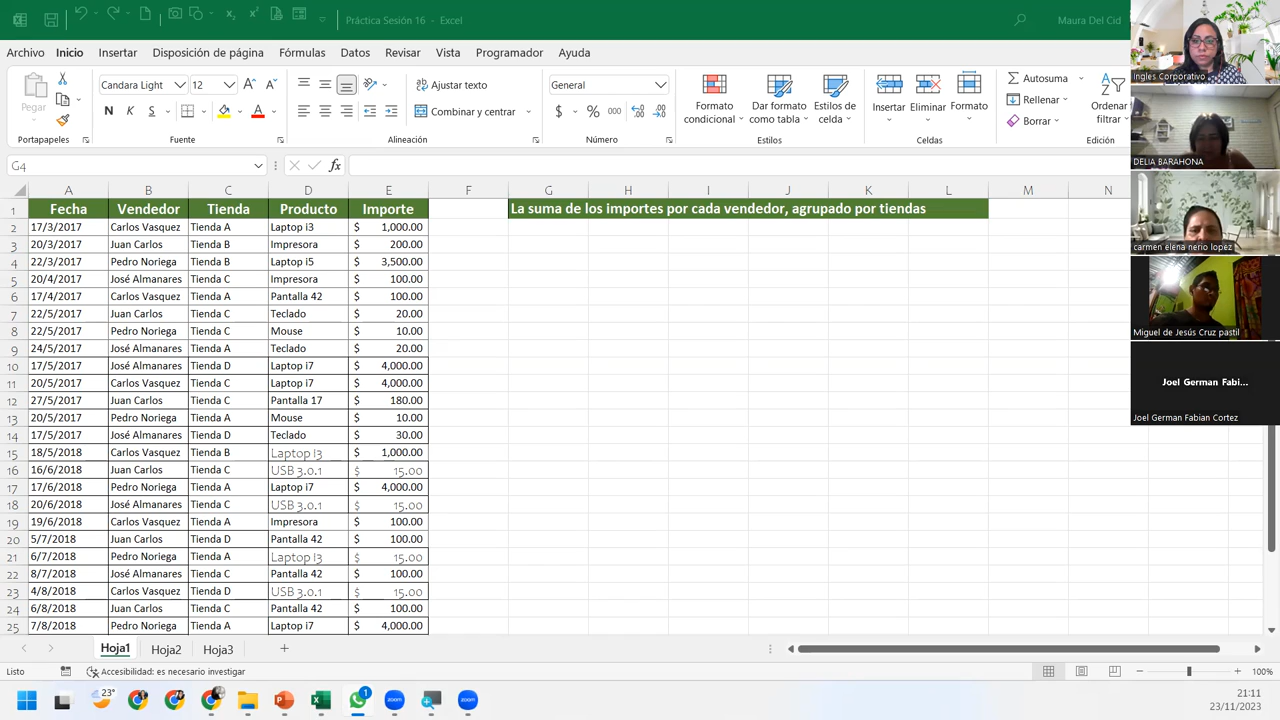 Práctica Sesión 16 - Excel
Maura Del Cid
Archivo Inicio Insertar Disposición de página Fórmulas Datos Revisar Vista Programador Ayuda
Pegar
Candara Light 12
N K S
Ajustar texto
Combinar y centrar
General
$ % 000
Formato condicional
Dar formato como tabla
Estilos de celda
Insertar Eliminar Formato
Autosuma
Rellenar
Borrar
Ordenar filtrar
Portapapeles Fuente Alineación Número Estilos Celdas Edición
G4 fx
A B C D E F G H I J K L M N
1 Fecha Vendedor Tienda Producto Importe La suma de los importes por cada vendedor, agrupado por tiendas
2 17/3/2017 Carlos Vasquez Tienda A Laptop i3 $ 1,000.00
3 20/3/2017 Juan Carlos Tienda B Impresora $ 200.00
4 22/3/2017 Pedro Noriega Tienda B Laptop i5 $ 3,500.00
5 20/4/2017 José Almanares Tienda C Impresora $ 100.00
6 17/4/2017 Carlos Vasquez Tienda A Pantalla 42 $ 100.00
7 22/5/2017 Juan Carlos Tienda C Teclado $ 20.00
8 22/5/2017 Pedro Noriega Tienda C Mouse $ 10.00
9 24/5/2017 José Almanares Tienda A Teclado $ 20.00
10 17/5/2017 José Almanares Tienda D Laptop i7 $ 4,000.00
11 20/5/2017 Carlos Vasquez Tienda C Laptop i7 $ 4,000.00
12 27/5/2017 Juan Carlos Tienda C Pantalla 17 $ 180.00
13 20/5/2017 Pedro Noriega Tienda A Mouse $ 10.00
14 17/5/2017 José Almanares Tienda D Teclado $ 30.00
15 18/5/2018 Carlos Vasquez Tienda B Laptop i3 $ 1,000.00
16 16/6/2018 Juan Carlos Tienda C USB 3.0.1 $ 15.00
17 17/6/2018 Pedro Noriega Tienda A Laptop i7 $ 4,000.00
18 20/6/2018 José Almanares Tienda C USB 3.0.1 $ 15.00
19 19/6/2018 Carlos Vasquez Tienda A Impresora $ 100.00
20 5/7/2018 Juan Carlos Tienda D Pantalla 42 $ 100.00
21 6/7/2018 Pedro Noriega Tienda A Laptop i3 $ 15.00
22 8/7/2018 José Almanares Tienda C Pantalla 42 $ 100.00
23 4/8/2018 Carlos Vasquez Tienda D USB 3.0.1 $ 15.00
24 6/8/2018 Juan Carlos Tienda C Pantalla 42 $ 100.00
25 7/8/2018 Pedro Noriega Tienda A Laptop i7 $ 4,000.00
Hoja1 Hoja2 Hoja3
Listo Accesibilidad: es necesario investigar 100%
23° 1 zoom zoom
21:11
23/11/2023
Ingles Corporativo
DELIA BARAHONA
carmen elena nerio lopez
Miguel de Jesús Cruz pastil
Joel German Fabi...
Joel German Fabian Cortez